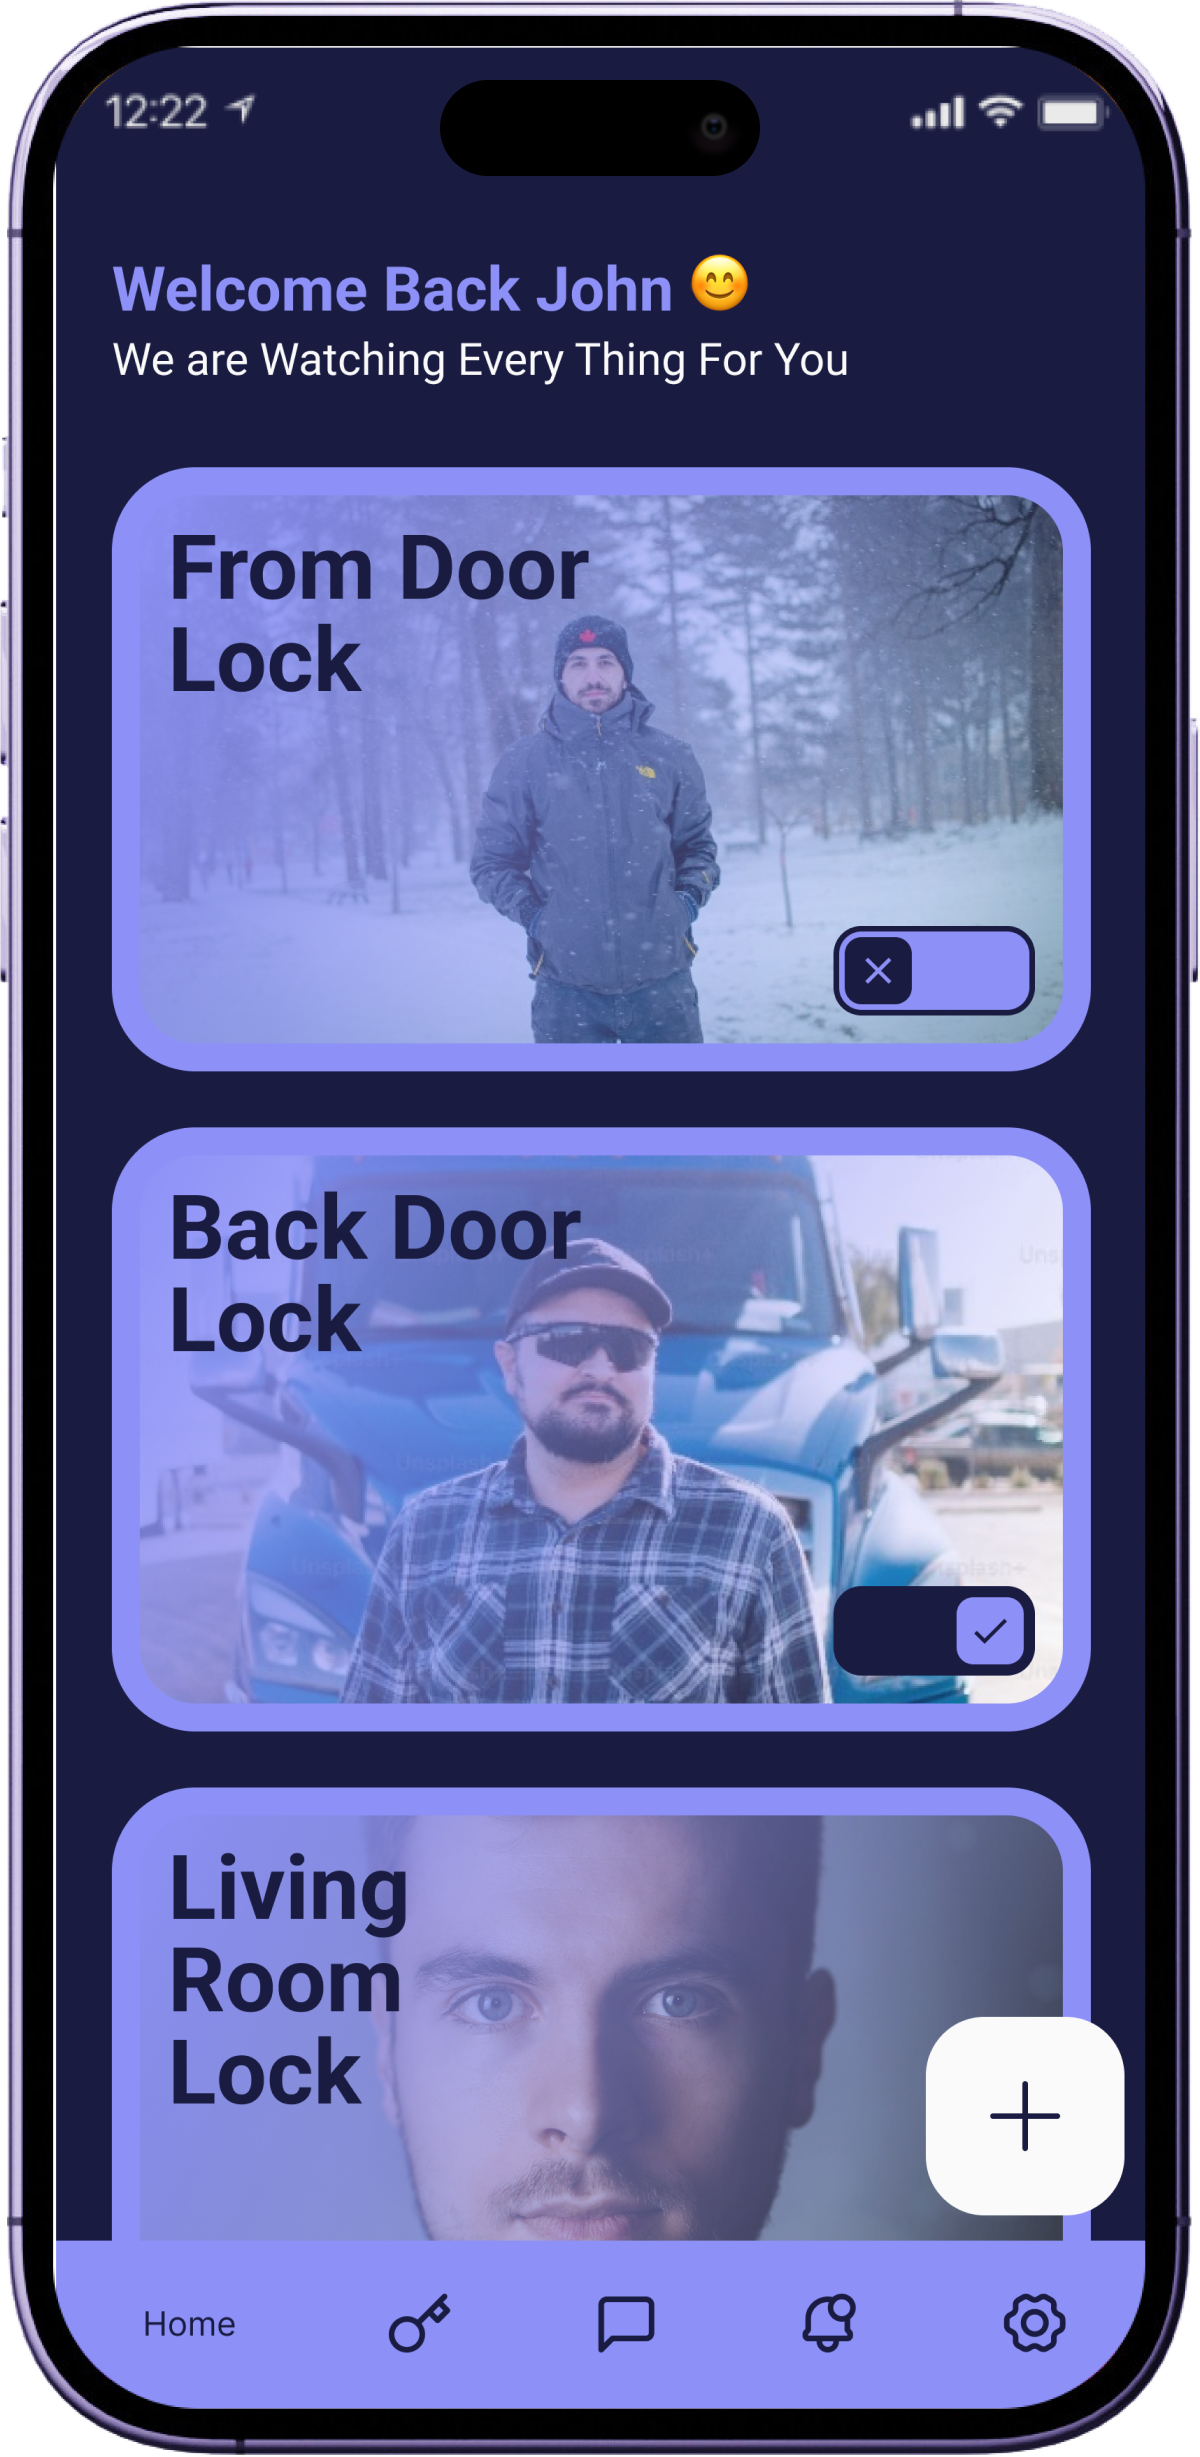 12:22
Welcome Back John 😊
We are Watching Every Thing For You
From Door
Lock
Back Door
Lock
Unsplash+
Living
Room
Lock
Home